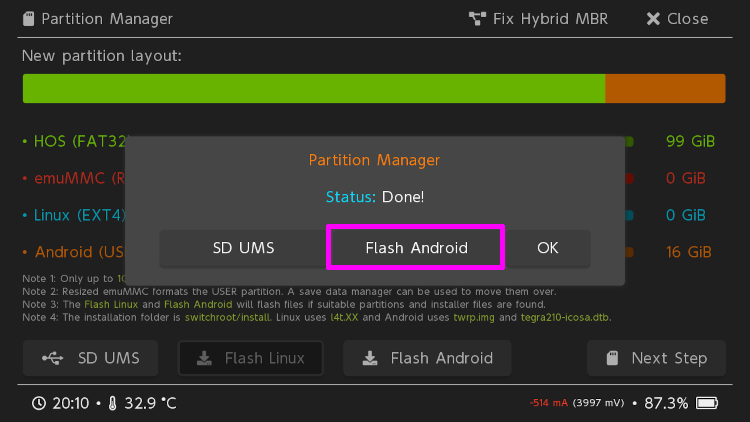 Partition Manager Fix Hybrid MBR Close
New partition layout:
• HOS (FAT32) 99 GiB
Partition Manager
• emuMMC (R 0 GiB
Status: Done!
• Linux (EXT4) 0 GiB
SD UMS Flash Android OK
• Android (US 16 GiB
Note 1: Only up to 1
Note 2: Resized emuMMC formats the USER partition. A save data manager can be used to move them over.
Note 3: The Flash Linux and Flash Android will flash files if suitable partitions and installer files are found.
Note 4: The installation folder is switchroot/install. Linux uses l4t.XX and Android uses twrp.img and tegra210-icosa.dtb.
SD UMS Flash Linux Flash Android Next Step
20:10 • 32.9 °C -514 mA (3997 mV) • 87.3%